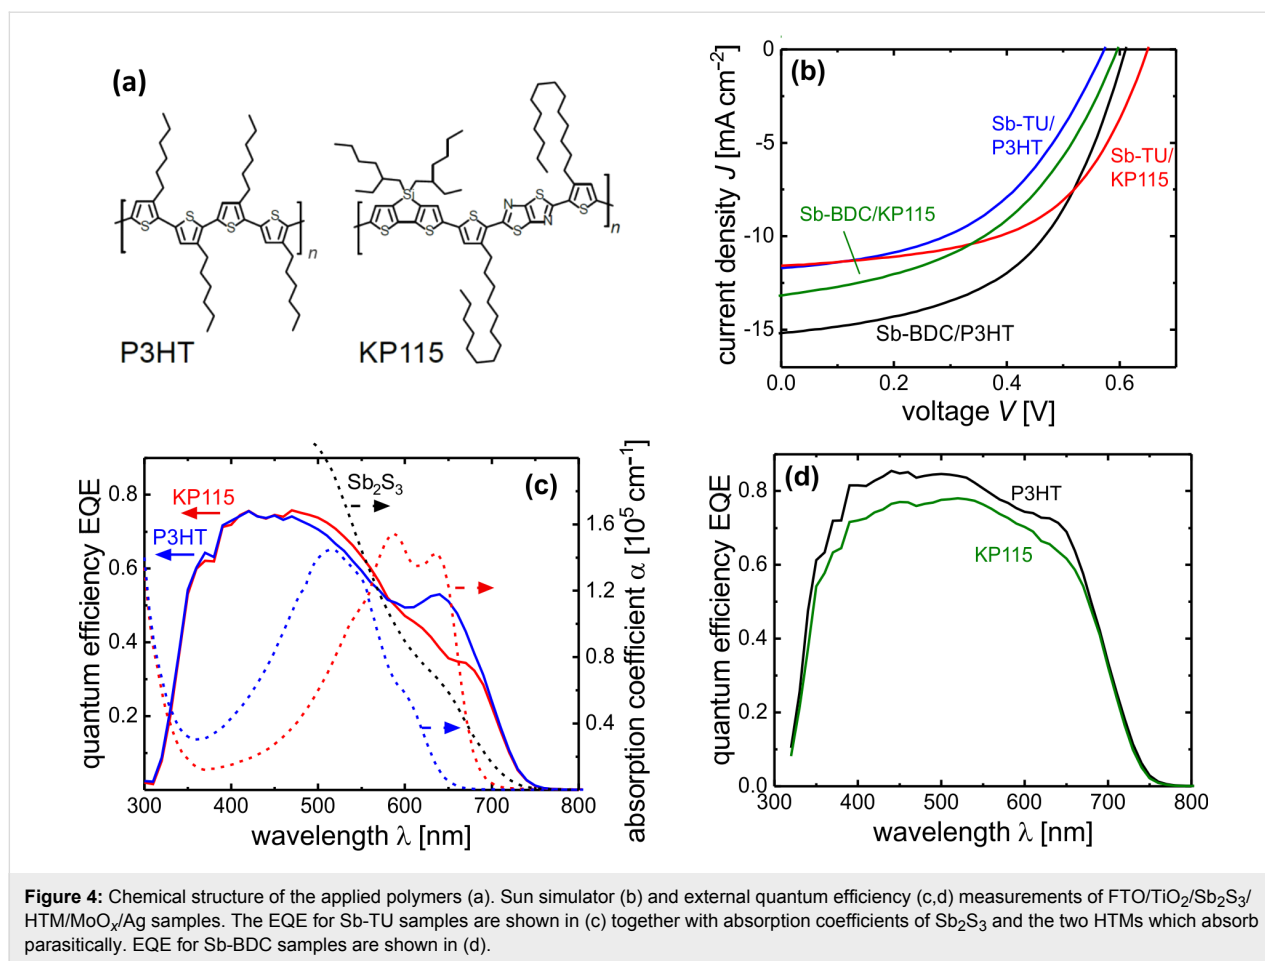 (a)
Si
S
S
S
S
S
S
S
N
N
S
S
S
S
n
n
P3HT
KP115
(b)
current density J [mA cm⁻²]
0
-5
-10
-15
Sb-TU/
P3HT
Sb-TU/
KP115
Sb-BDC/KP115
Sb-BDC/P3HT
0.0 0.2 0.4 0.6
voltage V [V]
(c)
quantum efficiency EQE
0.8
0.6
0.4
0.2
KP115
P3HT
Sb₂S₃
1.6
1.2
0.8
0.4
absorption coefficient α [10⁵ cm⁻¹]
300 400 500 600 700 800
wavelength λ [nm]
(d)
quantum efficiency EQE
0.8
0.6
0.4
0.2
0.0
P3HT
KP115
300 400 500 600 700 800
wavelength λ [nm]
Figure 4: Chemical structure of the applied polymers (a). Sun simulator (b) and external quantum efficiency (c,d) measurements of FTO/TiO₂/Sb₂S₃/
HTM/MoOₓ/Ag samples. The EQE for Sb-TU samples are shown in (c) together with absorption coefficients of Sb₂S₃ and the two HTMs which absorb
parasitically. EQE for Sb-BDC samples are shown in (d).